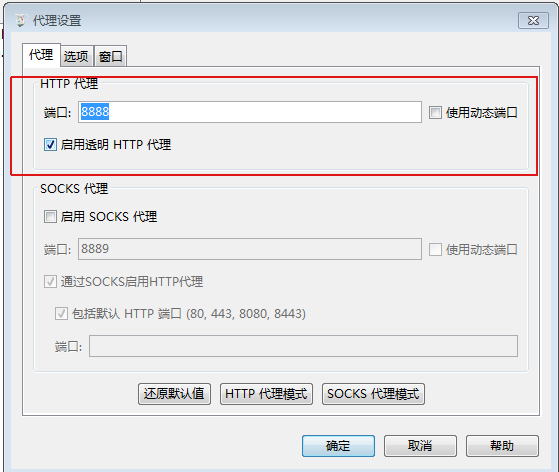 代理设置
代理 选项 窗口
HTTP 代理
端口: 8888 使用动态端口
启用透明 HTTP 代理
SOCKS 代理
启用 SOCKS 代理
端口: 8889 使用动态端口
通过SOCKS启用HTTP代理
包括默认 HTTP 端口 (80, 443, 8080, 8443)
端口:
还原默认值 HTTP 代理模式 SOCKS 代理模式
确定 取消 帮助